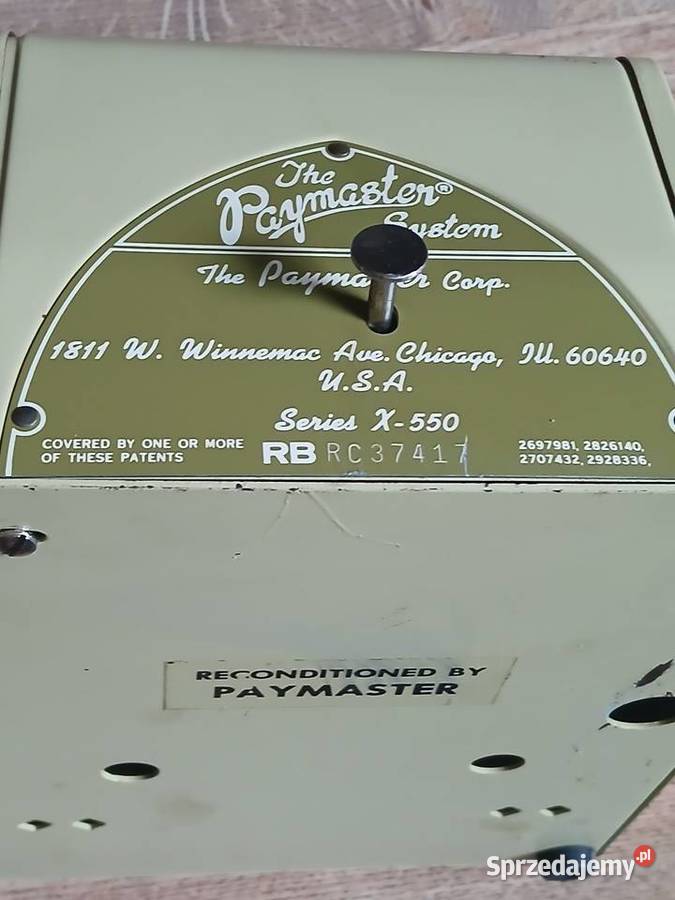 The
Paymaster®
System
The Paymaster Corp.
1811 W. Winnemac Ave. Chicago, Ill. 60640
U.S.A.
Series X-550
COVERED BY ONE OR MORE
OF THESE PATENTS
RB RC37417
2697981, 2826140,
2707432, 2928336,
RECONDITIONED BY
PAYMASTER
Sprzedajemy.pl